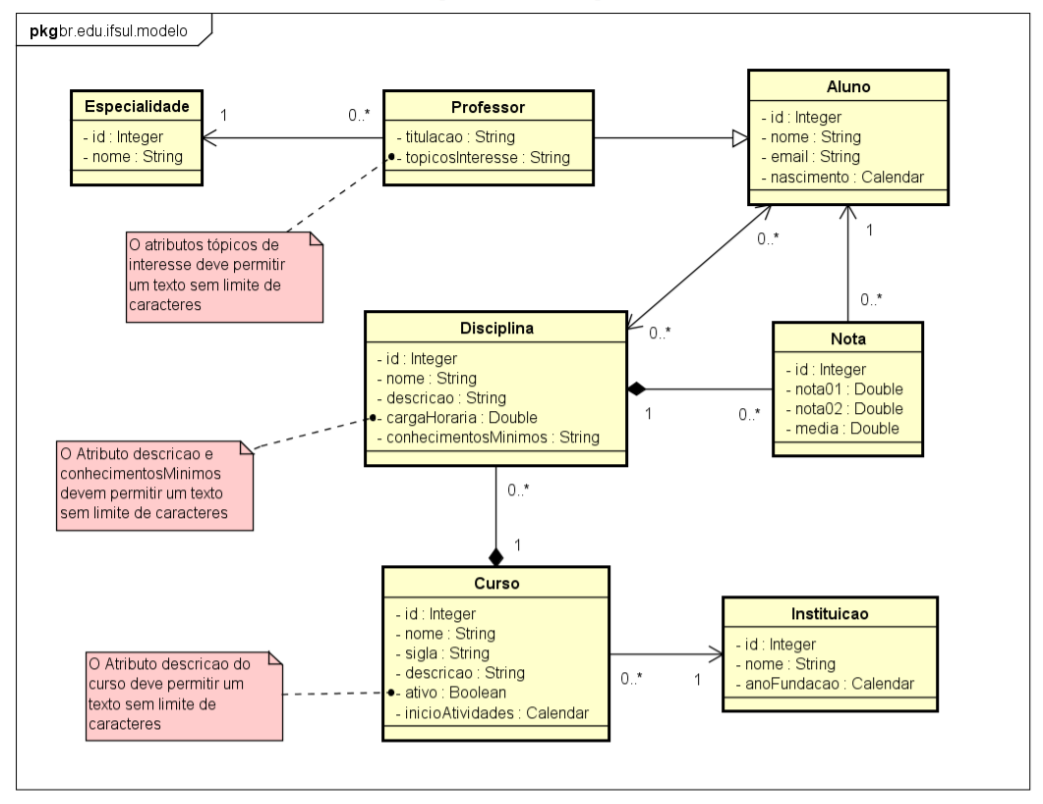 pkgbr.edu.ifsul.modelo
Especialidade
- id : Integer
- nome : String
1
0..*
Professor
- titulacao : String
- topicosInteresse : String
Aluno
- id : Integer
- nome : String
- email : String
- nascimento : Calendar
O atributos tópicos de
interesse deve permitir
um texto sem limite de
caracteres
0..*
1
0..*
0..*
Disciplina
- id : Integer
- nome : String
- descricao : String
- cargaHoraria : Double
- conhecimentosMinimos : String
Nota
- id : Integer
- nota01 : Double
- nota02 : Double
- media : Double
1
0..*
O Atributo descricao e
conhecimentosMinimos
devem permitir um texto
sem limite de caracteres
0..*
1
Curso
- id : Integer
- nome : String
- sigla : String
- descricao : String
- ativo : Boolean
- inicioAtividades : Calendar
0..*
1
Instituicao
- id : Integer
- nome : String
- anoFundacao : Calendar
O Atributo descricao do
curso deve permitir um
texto sem limite de
caracteres